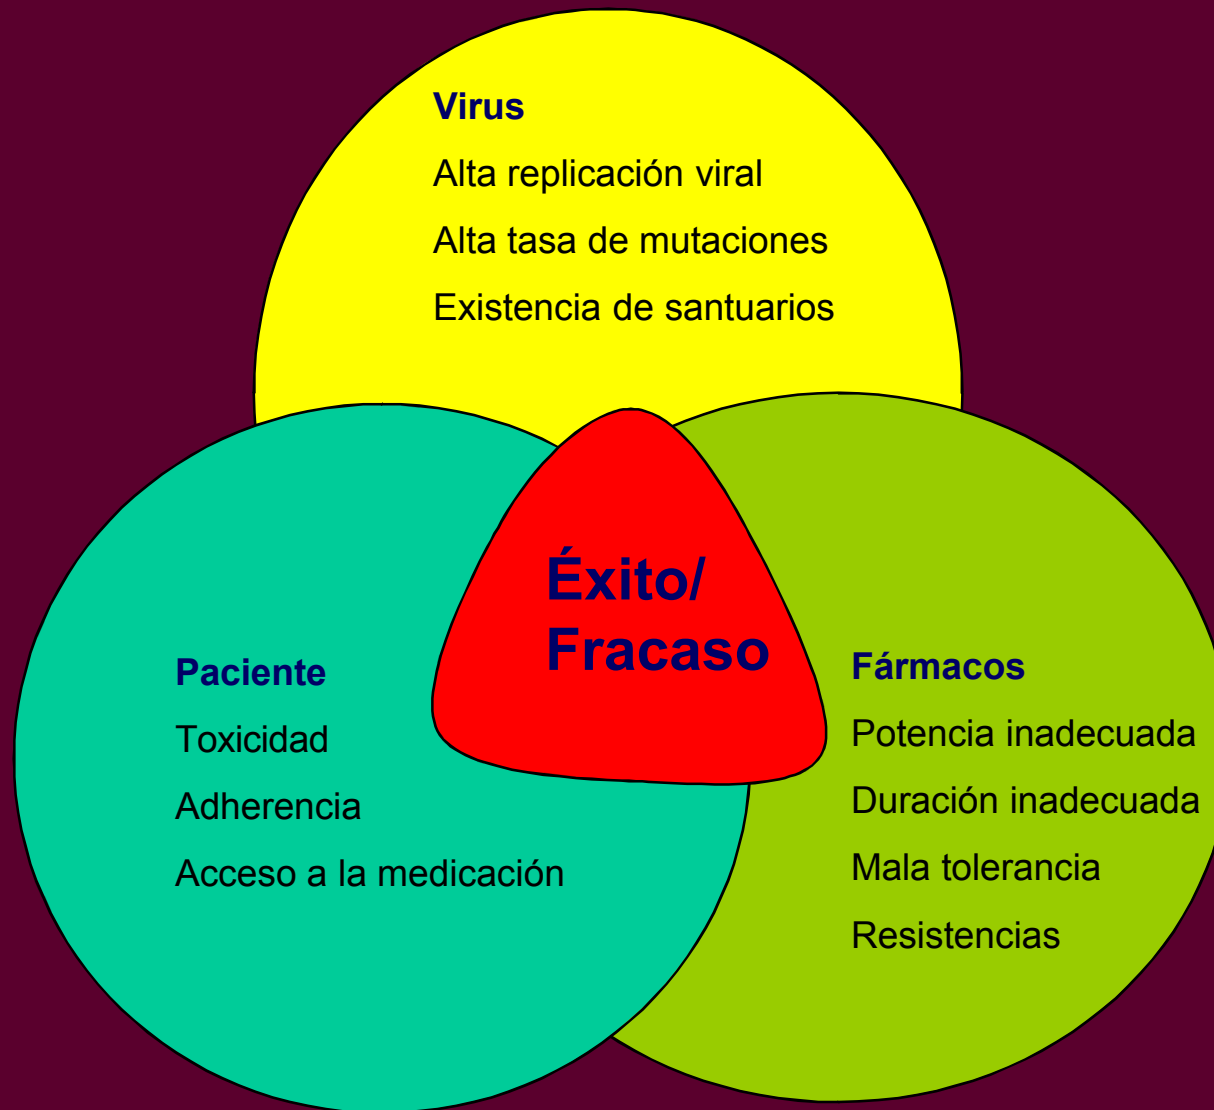 Virus
Alta replicación viral
Alta tasa de mutaciones
Existencia de santuarios
Éxito/
Fracaso
Paciente
Toxicidad
Adherencia
Acceso a la medicación
Fármacos
Potencia inadecuada
Duración inadecuada
Mala tolerancia
Resistencias